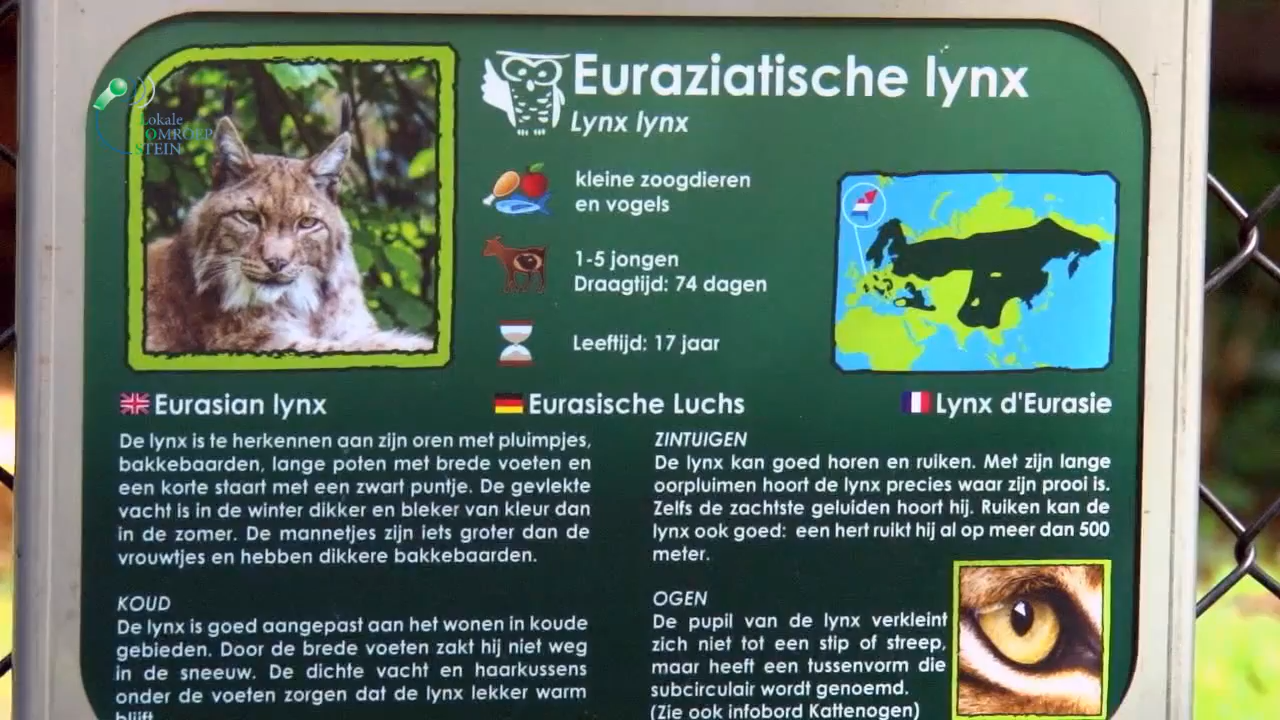 Lokale
OMROEP
STEIN
Euraziatische lynx
Lynx lynx
kleine zoogdieren
en vogels
1-5 jongen
Draagtijd: 74 dagen
Leeftijd: 17 jaar
Eurasian lynx
Eurasische Luchs
Lynx d'Eurasie
De lynx is te herkennen aan zijn oren met pluimpjes,
bakkebaarden, lange poten met brede voeten en
een korte staart met een zwart puntje. De gevlekte
vacht is in de winter dikker en bleker van kleur dan
in de zomer. De mannetjes zijn iets groter dan de
vrouwtjes en hebben dikkere bakkebaarden.
KOUD
De lynx is goed aangepast aan het wonen in koude
gebieden. Door de brede voeten zakt hij niet weg
in de sneeuw. De dichte vacht en haarkussens
onder de voeten zorgen dat de lynx lekker warm
blijft.
ZINTUIGEN
De lynx kan goed horen en ruiken. Met zijn lange
oorpluimen hoort de lynx precies waar zijn prooi is.
Zelfs de zachtste geluiden hoort hij. Ruiken kan de
lynx ook goed: een hert ruikt hij al op meer dan 500
meter.
OGEN
De pupil van de lynx verkleint
zich niet tot een stip of streep,
maar heeft een tussenvorm die
subcirculair wordt genoemd.
(Zie ook infobord Kattenogen)